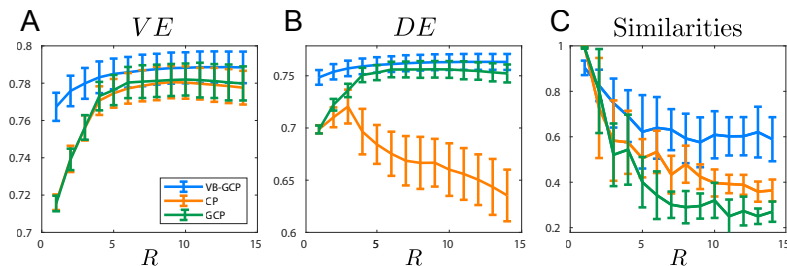 A VE B DE C Similarities
0.8 0.78 0.76 0.74 0.72 0.7
0 5 10 15
R
VB-GCP
CP
GCP
0.75 0.7 0.65 0.6
0 5 10 15
R
1 0.8 0.6 0.4 0.2
0 5 10 15
R